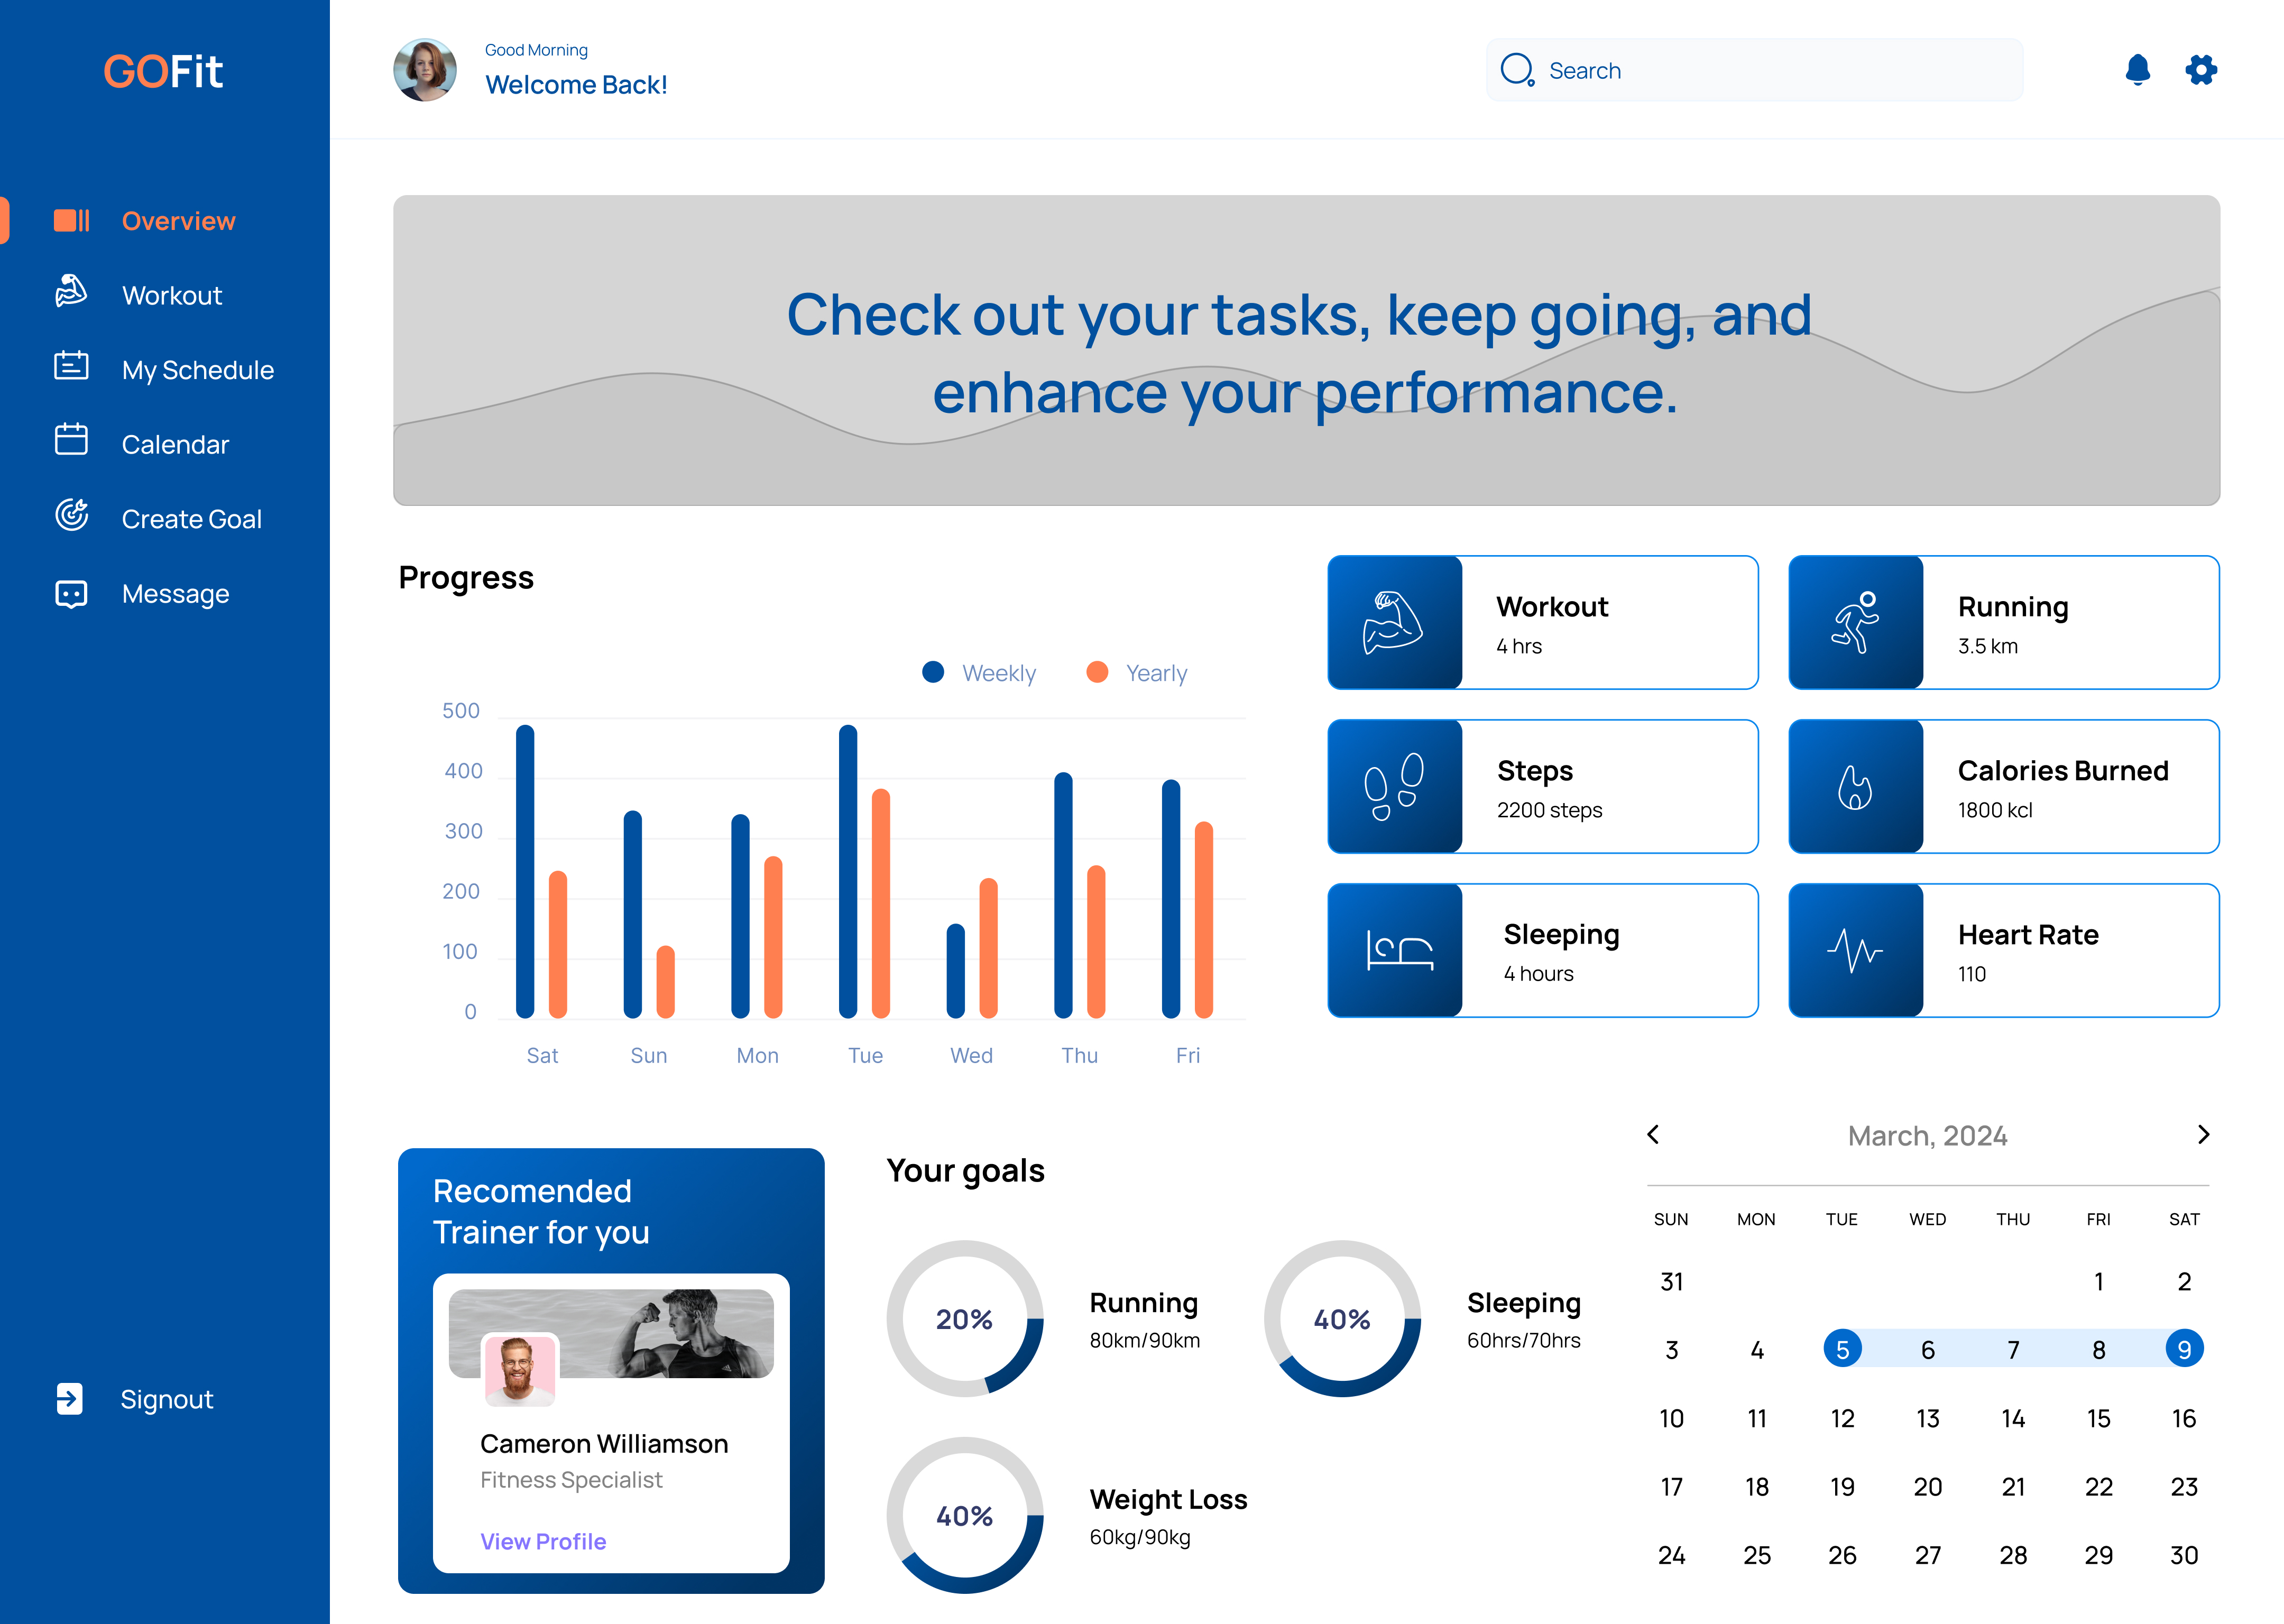 GOFit
Overview
Workout
My Schedule
Calendar
Create Goal
Message
Signout
Good Morning
Welcome Back!
Search
Check out your tasks, keep going, and
enhance your performance.
Progress
Weekly Yearly
500
400
300
200
100
0
Sat Sun Mon Tue Wed Thu Fri
Workout
4 hrs
Running
3.5 km
Steps
2200 steps
Calories Burned
1800 kcl
Sleeping
4 hours
Heart Rate
110
Recomended
Trainer for you
Cameron Williamson
Fitness Specialist
View Profile
Your goals
20%
Running
80km/90km
40%
Sleeping
60hrs/70hrs
40%
Weight Loss
60kg/90kg
March, 2024
SUN MON TUE WED THU FRI SAT
31 1 2
3 4 5 6 7 8 9
10 11 12 13 14 15 16
17 18 19 20 21 22 23
24 25 26 27 28 29 30